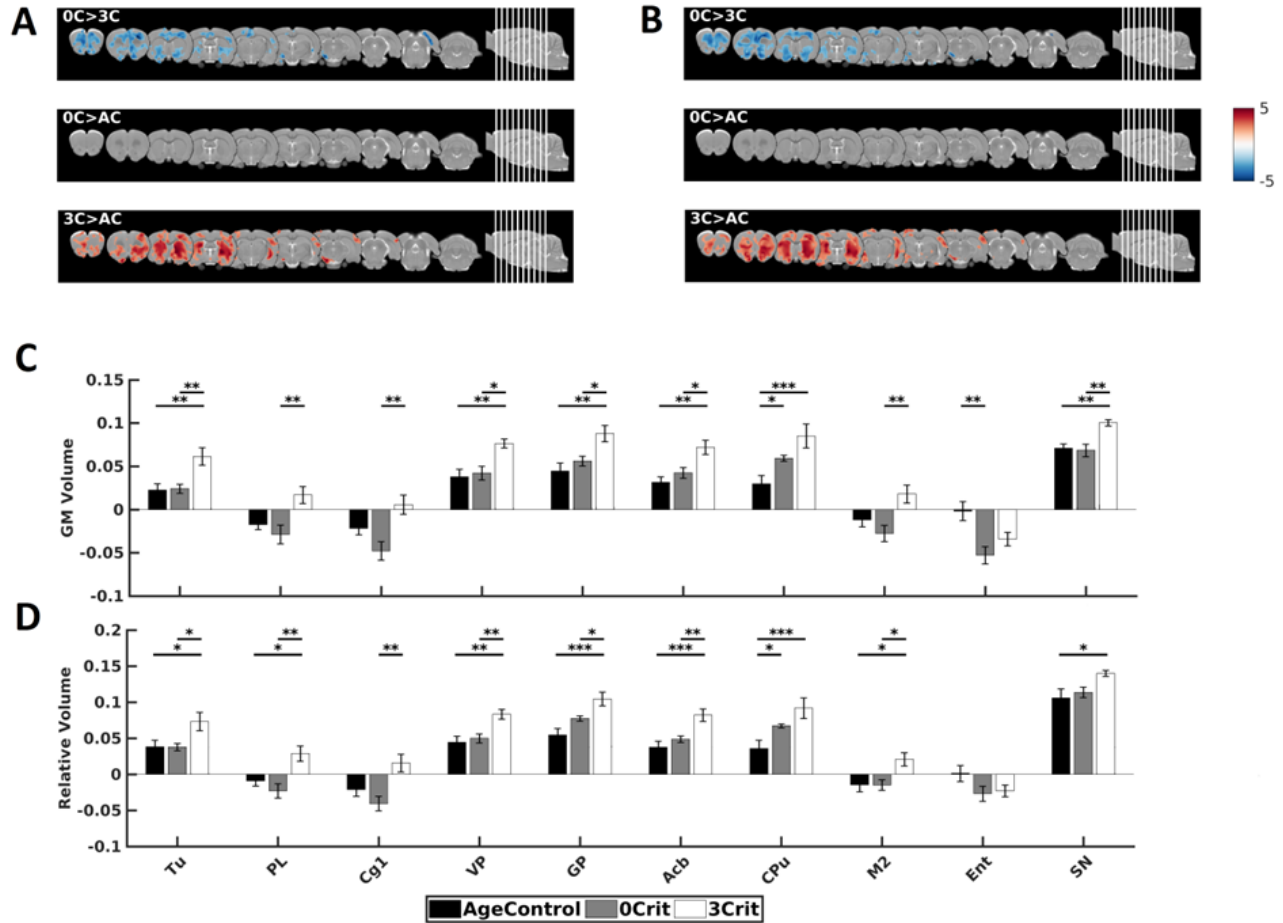 A
B
0C>3C
0C>3C
0C>AC
0C>AC
5
-5
3C>AC
3C>AC
C
0.15
0.1
0.05
0
-0.05
-0.1
GM Volume
** ** ** ** * ** * ** * ** *** * ** ** ** **
D
0.2
0.15
0.1
0.05
0
-0.05
-0.1
Relative Volume
* * ** * ** ** ** * *** ** *** *** * * * *
Tu PL Cg1 VP GP Acb CPu M2 Ent SN
AgeControl 0Crit 3Crit